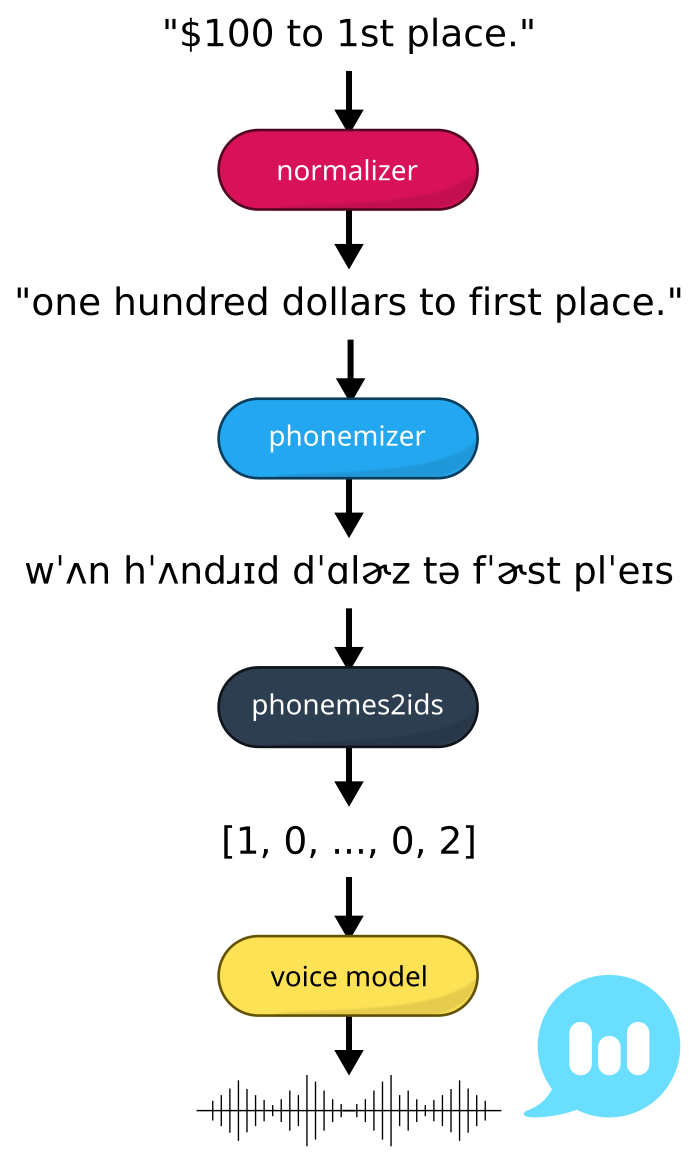 "$100 to 1st place."
normalizer
"one hundred dollars to first place."
phonemizer
wˈʌn hˈʌndɹɪd dˈɑlɚz tə fˈɚst plˈeɪs
phonemes2ids
[1, 0, ..., 0, 2]
voice model